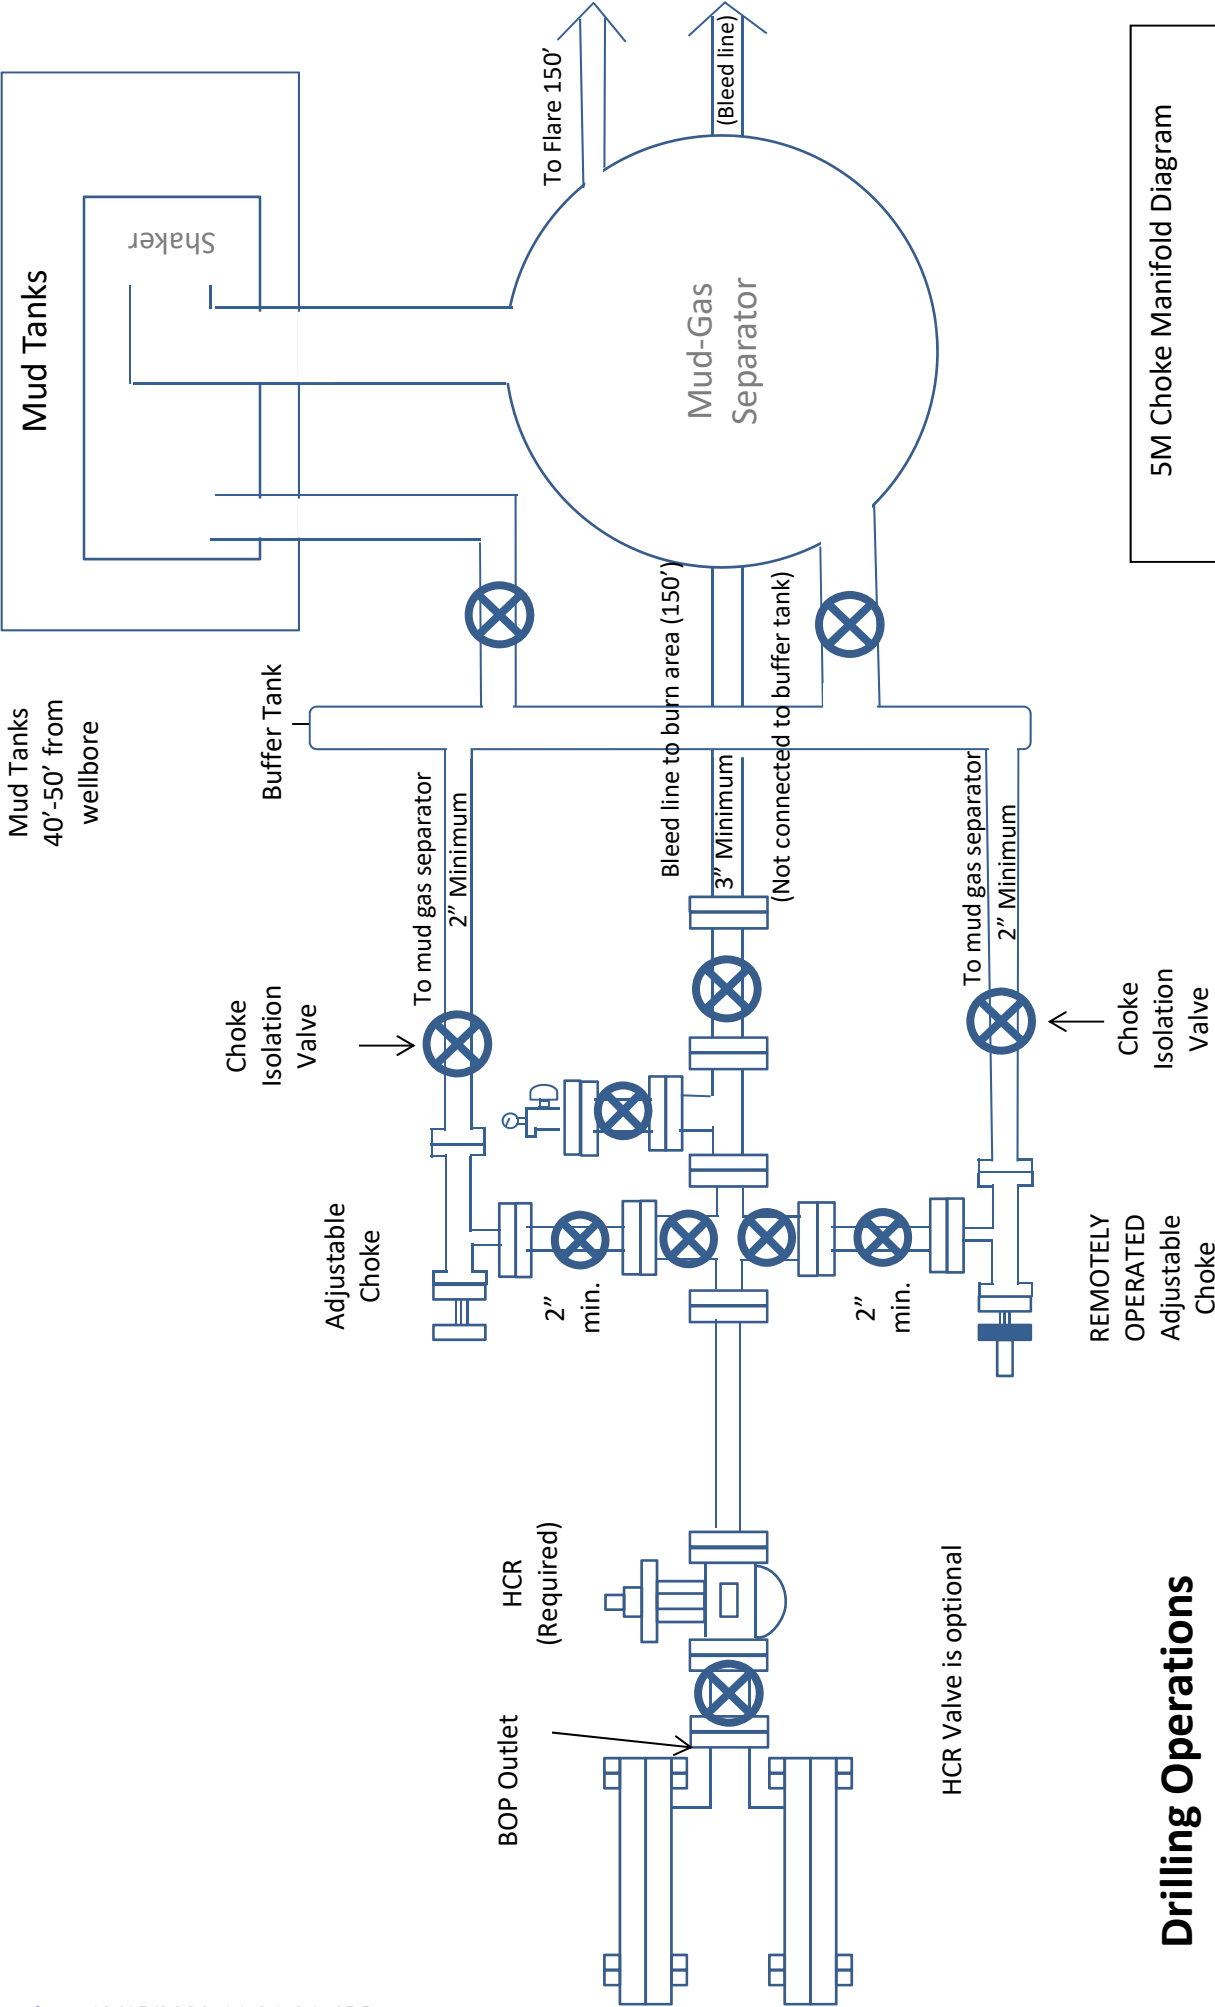 Mud Tanks
Shaker
Mud Tanks
40’-50’ from
wellbore
Buffer Tank
To Flare 150’
(Bleed line)
Mud-Gas
Separator
Bleed line to burn area (150’)
3” Minimum
(Not connected to buffer tank)
To mud gas separator
2” Minimum
To mud gas separator
2” Minimum
Choke
Isolation
Valve
Choke
Isolation
Valve
Adjustable
Choke
2”
min.
2”
min.
REMOTELY
OPERATED
Adjustable
Choke
HCR
(Required)
BOP Outlet
HCR Valve is optional
5M Choke Manifold Diagram
Drilling Operations